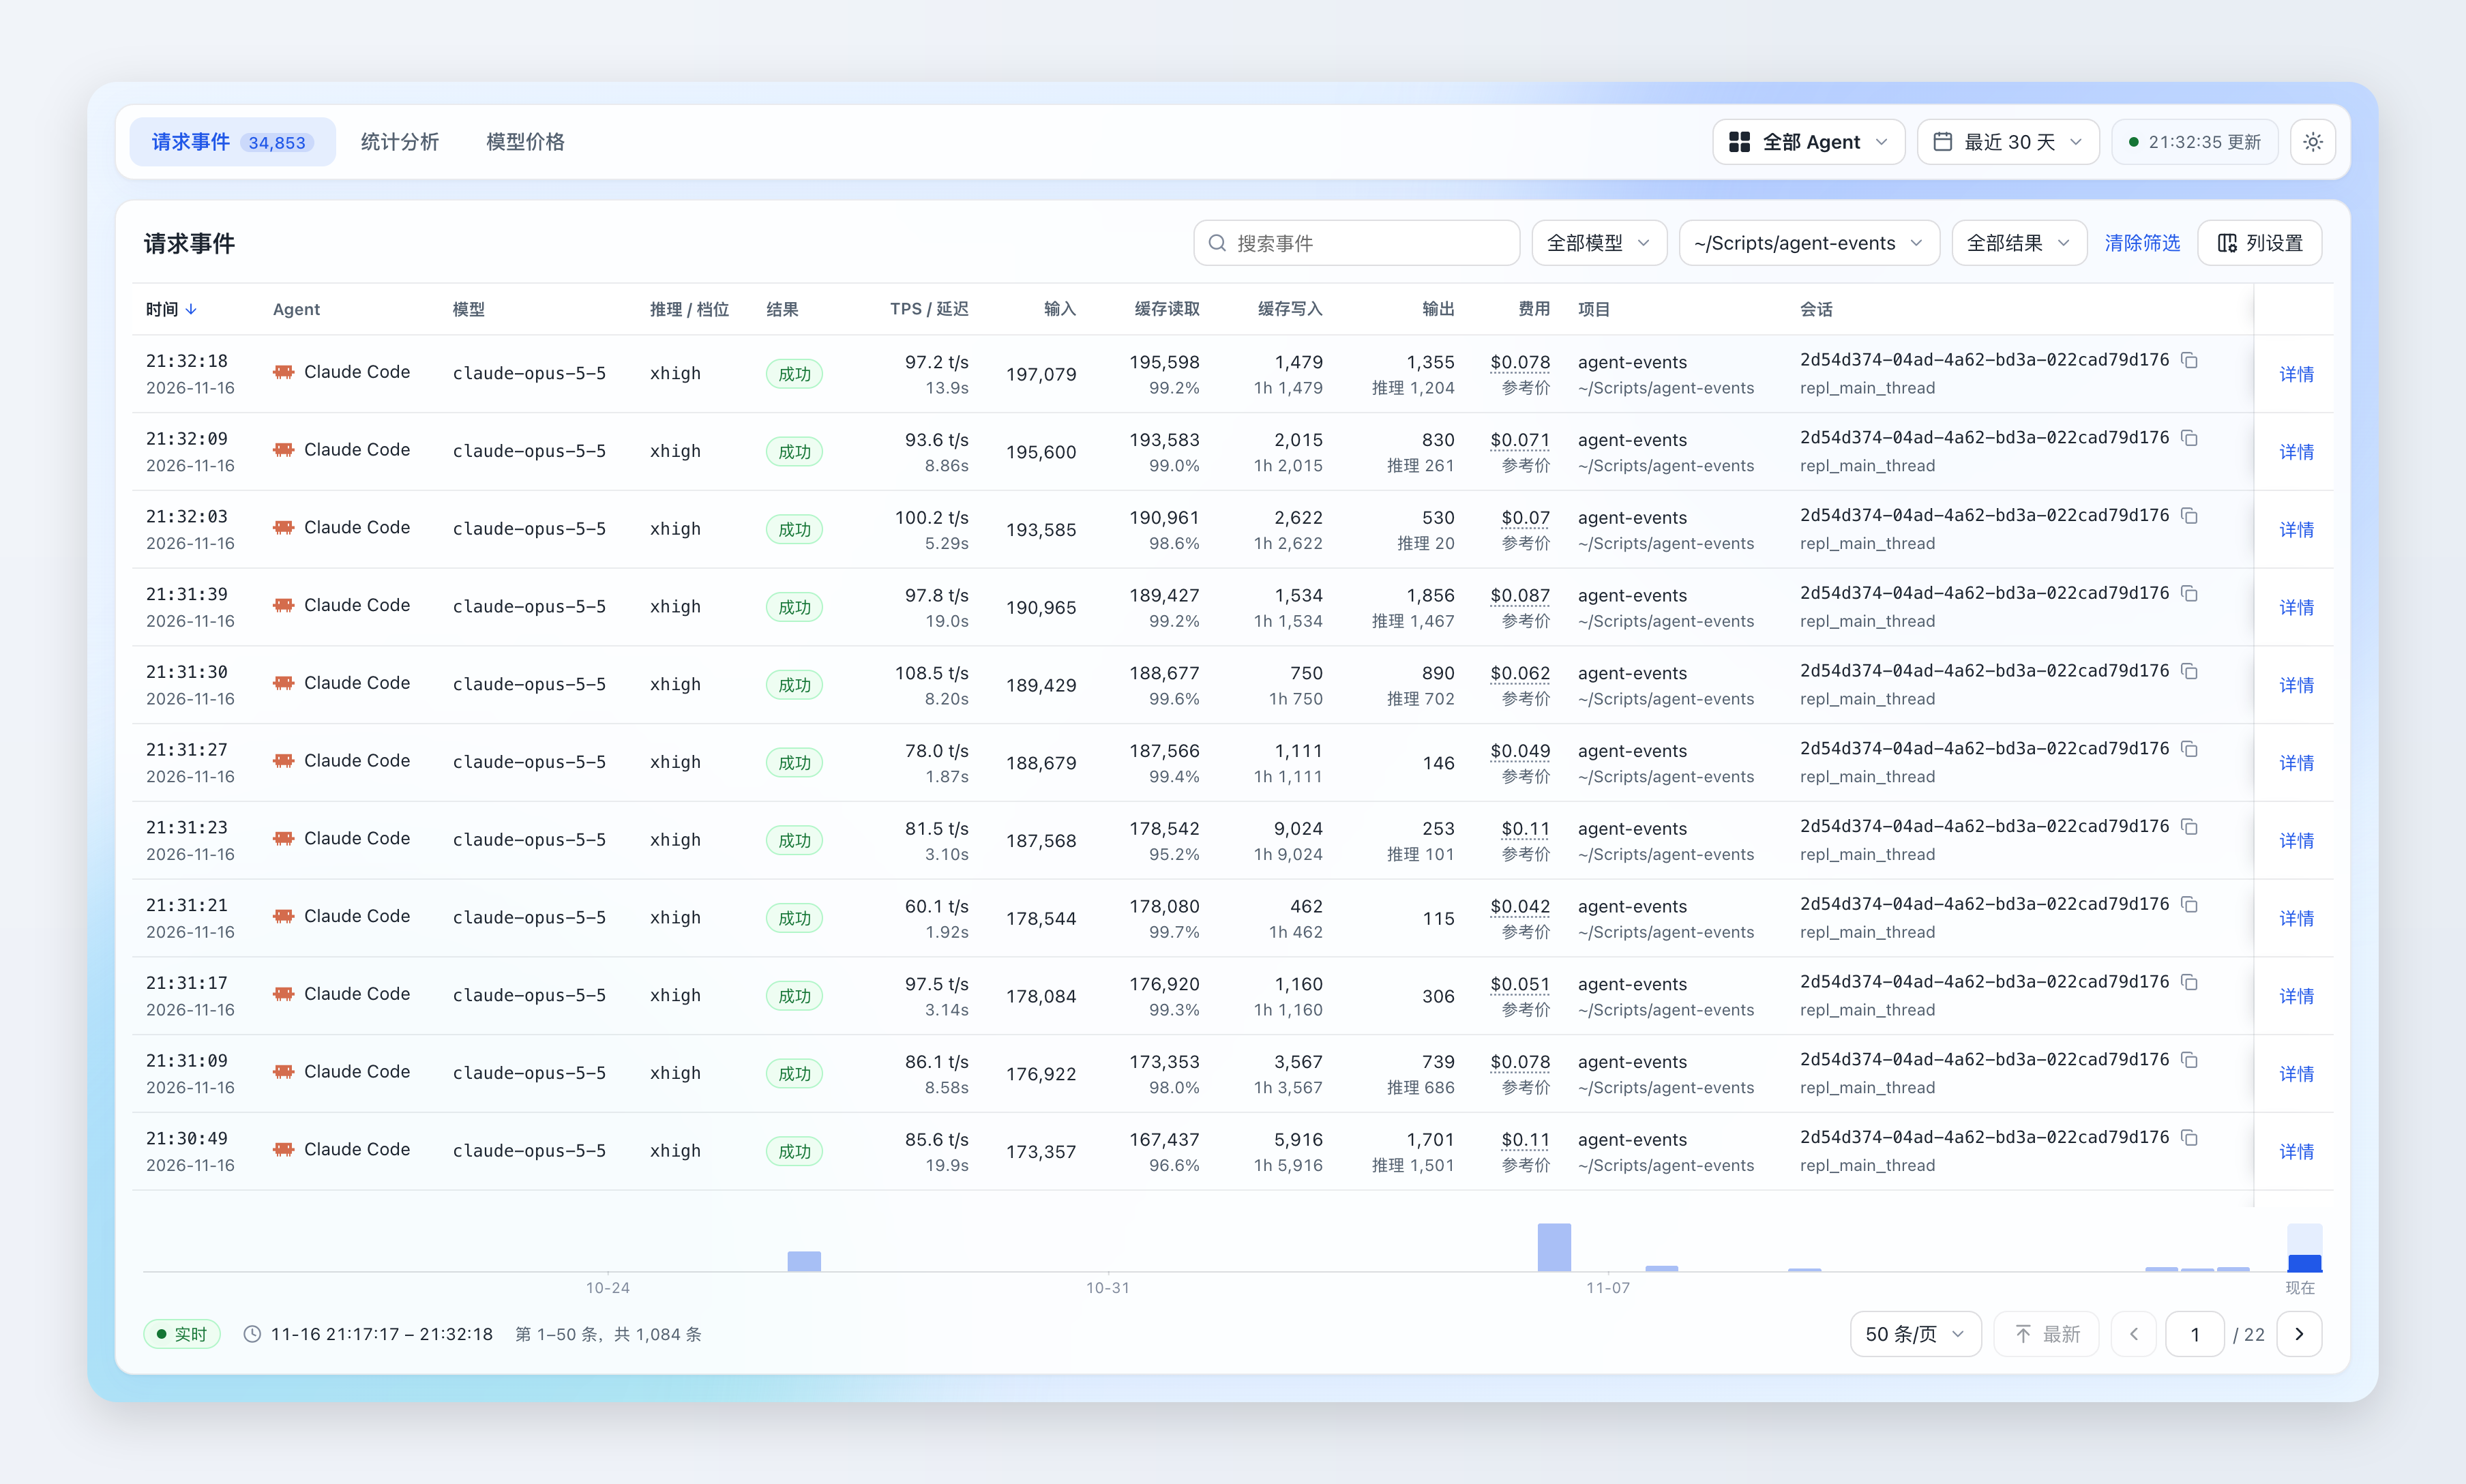 请求事件 34,853 统计分析 模型价格 全部 Agent 最近 30 天 21:32:35 更新
请求事件 搜索事件 全部模型 ~/Scripts/agent-events 全部结果 清除筛选 列设置
时间 Agent 模型 推理 / 档位 结果 TPS / 延迟 输入 缓存读取 缓存写入 输出 费用 项目 会话
21:32:18 Claude Code claude-opus-5-5 xhigh 成功 97.2 t/s 197,079 195,598 1,479 1,355 $0.078 agent-events 2d54d374-04ad-4a62-bd3a-022cad79d176 详情
2026-11-16 13.9s 99.2% 1h 1,479 推理 1,204 参考价 ~/Scripts/agent-events repl_main_thread
21:32:09 Claude Code claude-opus-5-5 xhigh 成功 93.6 t/s 195,600 193,583 2,015 830 $0.071 agent-events 2d54d374-04ad-4a62-bd3a-022cad79d176 详情
2026-11-16 8.86s 99.0% 1h 2,015 推理 261 参考价 ~/Scripts/agent-events repl_main_thread
21:32:03 Claude Code claude-opus-5-5 xhigh 成功 100.2 t/s 193,585 190,961 2,622 530 $0.07 agent-events 2d54d374-04ad-4a62-bd3a-022cad79d176 详情
2026-11-16 5.29s 98.6% 1h 2,622 推理 20 参考价 ~/Scripts/agent-events repl_main_thread
21:31:39 Claude Code claude-opus-5-5 xhigh 成功 97.8 t/s 190,965 189,427 1,534 1,856 $0.087 agent-events 2d54d374-04ad-4a62-bd3a-022cad79d176 详情
2026-11-16 19.0s 99.2% 1h 1,534 推理 1,467 参考价 ~/Scripts/agent-events repl_main_thread
21:31:30 Claude Code claude-opus-5-5 xhigh 成功 108.5 t/s 189,429 188,677 750 890 $0.062 agent-events 2d54d374-04ad-4a62-bd3a-022cad79d176 详情
2026-11-16 8.20s 99.6% 1h 750 推理 702 参考价 ~/Scripts/agent-events repl_main_thread
21:31:27 Claude Code claude-opus-5-5 xhigh 成功 78.0 t/s 188,679 187,566 1,111 146 $0.049 agent-events 2d54d374-04ad-4a62-bd3a-022cad79d176 详情
2026-11-16 1.87s 99.4% 1h 1,111 参考价 ~/Scripts/agent-events repl_main_thread
21:31:23 Claude Code claude-opus-5-5 xhigh 成功 81.5 t/s 187,568 178,542 9,024 253 $0.11 agent-events 2d54d374-04ad-4a62-bd3a-022cad79d176 详情
2026-11-16 3.10s 95.2% 1h 9,024 推理 101 参考价 ~/Scripts/agent-events repl_main_thread
21:31:21 Claude Code claude-opus-5-5 xhigh 成功 60.1 t/s 178,544 178,080 462 115 $0.042 agent-events 2d54d374-04ad-4a62-bd3a-022cad79d176 详情
2026-11-16 1.92s 99.7% 1h 462 参考价 ~/Scripts/agent-events repl_main_thread
21:31:17 Claude Code claude-opus-5-5 xhigh 成功 97.5 t/s 178,084 176,920 1,160 306 $0.051 agent-events 2d54d374-04ad-4a62-bd3a-022cad79d176 详情
2026-11-16 3.14s 99.3% 1h 1,160 参考价 ~/Scripts/agent-events repl_main_thread
21:31:09 Claude Code claude-opus-5-5 xhigh 成功 86.1 t/s 176,922 173,353 3,567 739 $0.078 agent-events 2d54d374-04ad-4a62-bd3a-022cad79d176 详情
2026-11-16 8.58s 98.0% 1h 3,567 推理 686 参考价 ~/Scripts/agent-events repl_main_thread
21:30:49 Claude Code claude-opus-5-5 xhigh 成功 85.6 t/s 173,357 167,437 5,916 1,701 $0.11 agent-events 2d54d374-04ad-4a62-bd3a-022cad79d176 详情
2026-11-16 19.9s 96.6% 1h 5,916 推理 1,501 参考价 ~/Scripts/agent-events repl_main_thread
10-24 10-31 11-07 现在
实时 11-16 21:17:17 – 21:32:18 第 1–50 条，共 1,084 条 50 条/页 最新 1 / 22